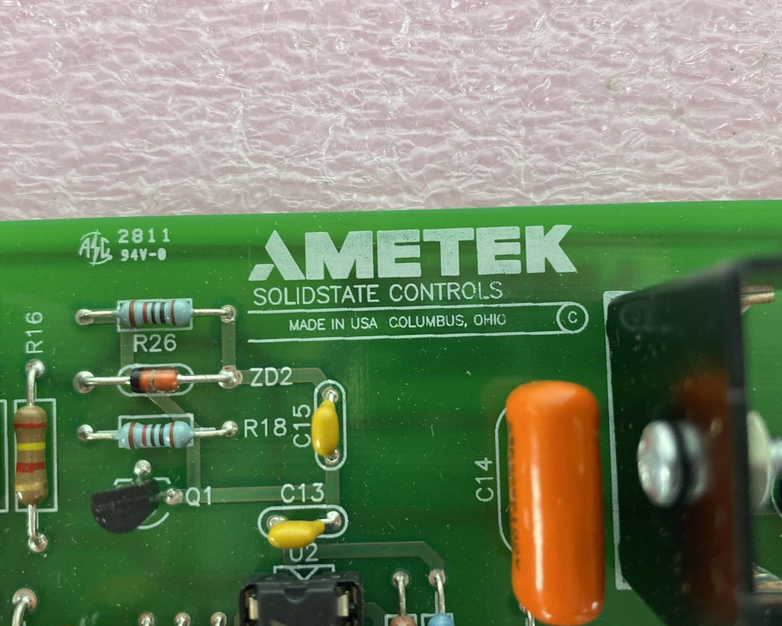 2811
94V-0
AMETEK
SOLIDSTATE CONTROLS
MADE IN USA COLUMBUS, OHIO C
R16
R26
ZD2
R18
C15
Q1
C13
C14